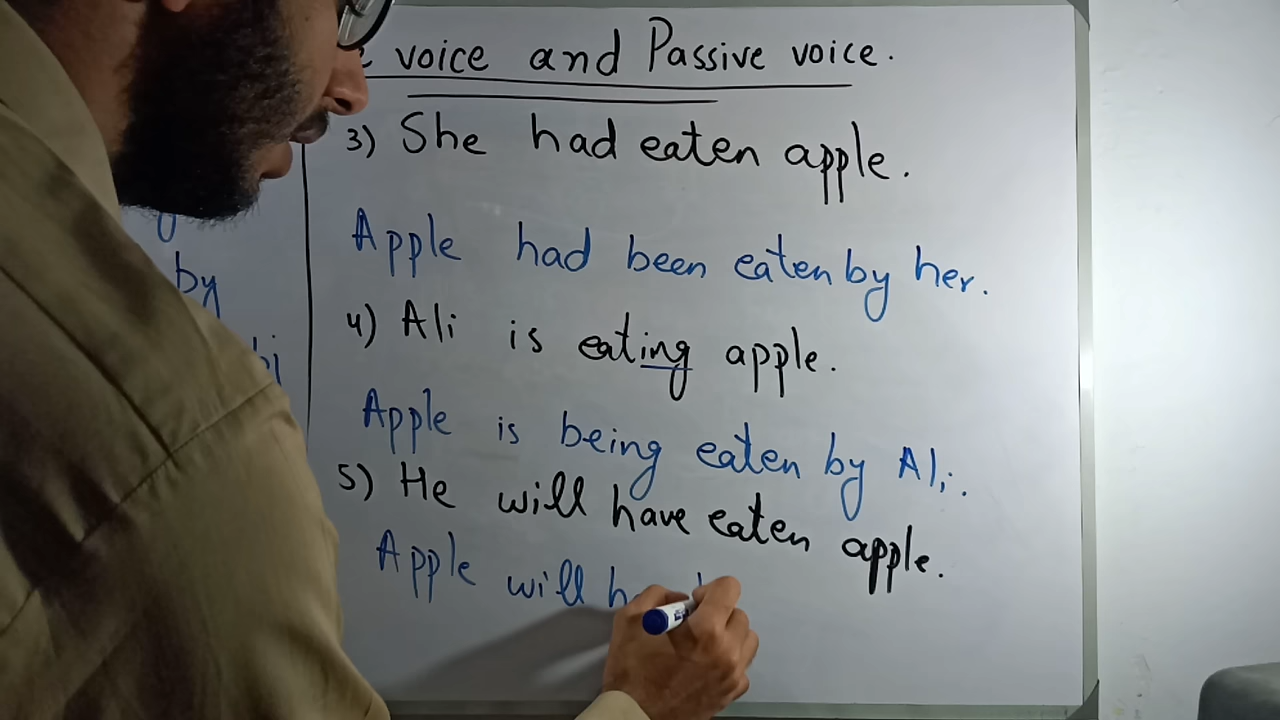 voice and Passive voice.
by
3) She had eaten apple.
Apple had been eaten by her.
4) Ali is eating apple.
Apple is being eaten by Ali.
5) He will have eaten apple.
Apple will